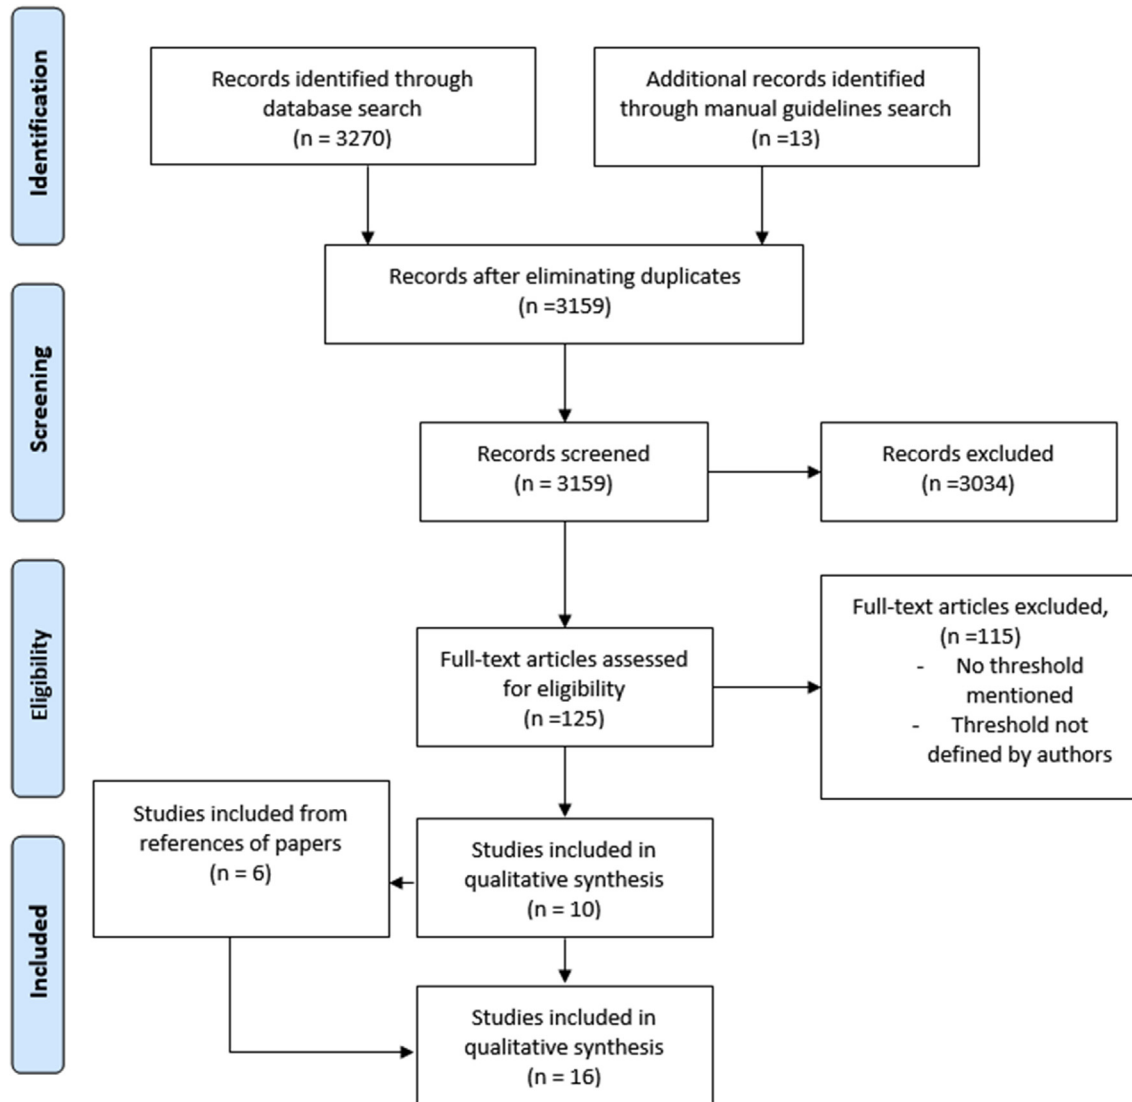 Identification
Records identified through
database search
(n = 3270)
Additional records identified
through manual guidelines search
(n =13)
Records after eliminating duplicates
(n =3159)
Screening
Records screened
(n = 3159)
Records excluded
(n =3034)
Eligibility
Full-text articles assessed
for eligibility
(n =125)
Full-text articles excluded,
(n =115)
- No threshold
mentioned
- Threshold not
defined by authors
Included
Studies included from
references of papers
(n = 6)
Studies included in
qualitative synthesis
(n = 10)
Studies included in
qualitative synthesis
(n = 16)